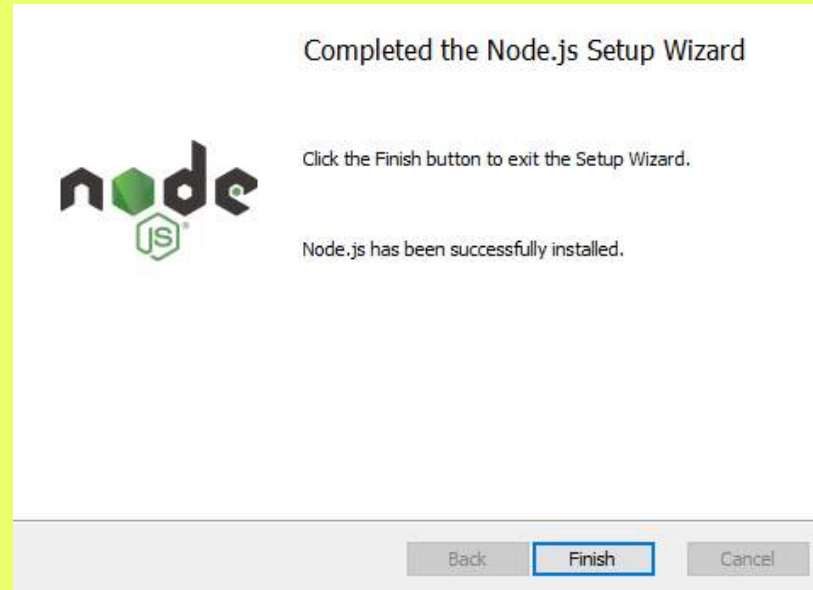 Completed the Node.js Setup Wizard
Click the Finish button to exit the Setup Wizard.
node
JS®
Node.js has been successfully installed.
Back
Finish
Cancel